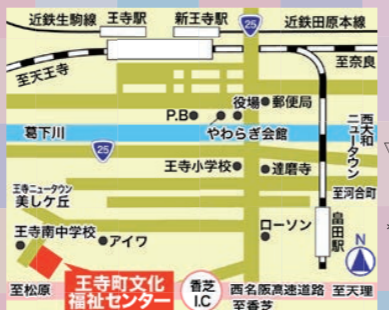 近鉄生駒線
王寺駅
新王寺駅
25
近鉄田原本線
至天王寺
至奈良
役場
郵便局
P.B
やわらぎ会館
葛下川
西大和
ニュータウン
25
王寺小学校
達磨寺
至河合町
王寺ニュータウン
美しケ丘
王寺南中学校
アイワ
ローソン
畠田駅
N
王寺町文化
福祉センター
香芝
I.C
至松原
西名阪高速道路
至天理
至香芝